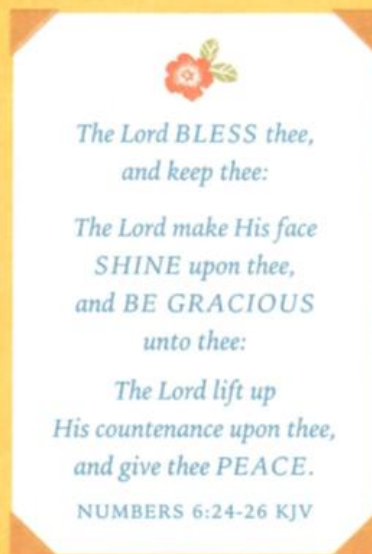 The Lord BLESS thee,
and keep thee:
The Lord make His face
SHINE upon thee,
and BE GRACIOUS
unto thee:
The Lord lift up
His countenance upon thee,
and give thee PEACE.
NUMBERS 6:24-26 KJV